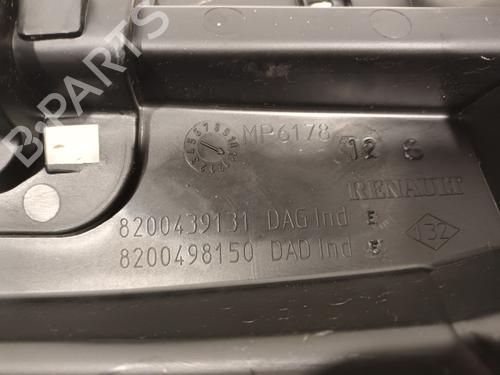 B-PARTS
MP6178
12 6
RENAULT
8200439131 DAG Ind E
8200498150 DAD Ind
132